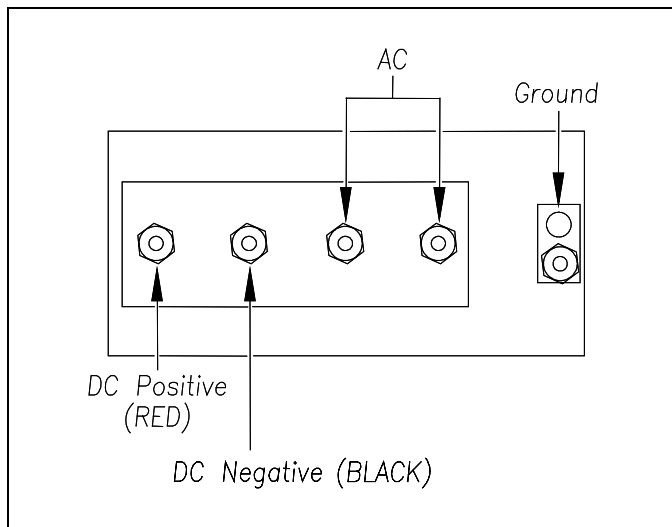 AC
Ground
DC Positive
(RED)
DC Negative (BLACK)